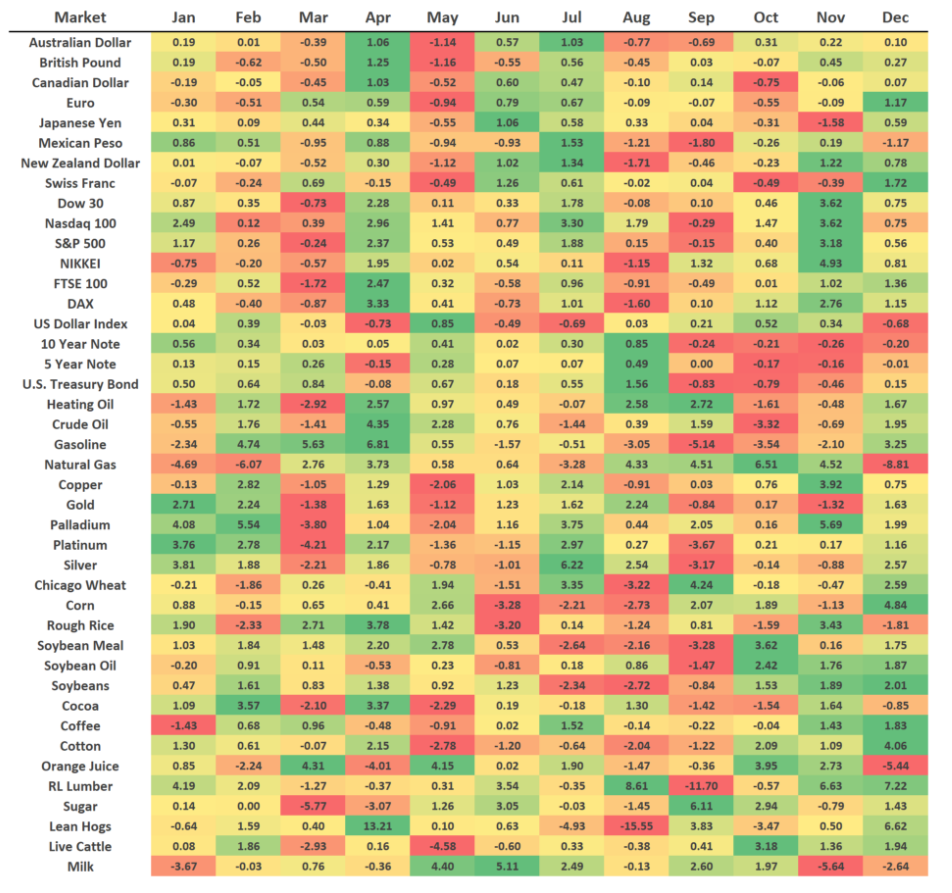 Market Jan Feb Mar Apr May Jun Jul Aug Sep Oct Nov Dec
Australian Dollar 0.19 0.01 -0.39 1.06 -1.14 0.57 1.03 -0.77 -0.69 0.31 0.22 0.10
British Pound 0.19 -0.62 -0.50 1.25 -1.16 -0.55 0.56 -0.45 0.03 -0.07 0.45 0.27
Canadian Dollar -0.19 -0.05 -0.45 1.03 -0.52 0.60 0.47 -0.10 0.14 -0.75 -0.06 0.07
Euro -0.30 -0.51 0.54 0.59 -0.94 0.79 0.67 -0.09 -0.07 -0.55 -0.09 1.17
Japanese Yen 0.31 0.09 0.44 0.34 -0.55 1.06 0.58 0.33 0.04 -0.31 -1.58 0.59
Mexican Peso 0.86 0.51 -0.95 0.88 -0.94 -0.93 1.53 -1.21 -1.80 -0.26 0.19 -1.17
New Zealand Dollar 0.01 -0.07 -0.52 0.30 -1.12 1.02 1.34 -1.71 -0.46 -0.23 1.22 0.78
Swiss Franc -0.07 -0.24 0.69 -0.15 -0.49 1.26 0.61 -0.02 0.04 -0.49 -0.39 1.72
Dow 30 0.87 0.35 -0.73 2.28 0.11 0.33 1.78 -0.08 0.10 0.46 3.62 0.75
Nasdaq 100 2.49 0.12 0.39 2.96 1.41 0.77 3.30 1.79 -0.29 1.47 3.62 0.75
S&P 500 1.17 0.26 -0.24 2.37 0.53 0.49 1.88 0.15 -0.15 0.40 3.18 0.56
NIKKEI -0.75 -0.20 -0.57 1.95 0.02 0.54 0.11 -1.15 1.32 0.68 4.93 0.81
FTSE 100 -0.29 0.52 -1.72 2.47 0.32 -0.58 0.96 -0.91 -0.49 0.01 1.02 1.36
DAX 0.48 -0.40 -0.87 3.33 0.41 -0.73 1.01 -1.60 0.10 1.12 2.76 1.15
US Dollar Index 0.04 0.39 -0.03 -0.73 0.85 -0.49 -0.69 0.03 0.21 0.52 0.34 -0.68
10 Year Note 0.56 0.34 0.03 0.05 0.41 0.02 0.30 0.85 -0.24 -0.21 -0.26 -0.20
5 Year Note 0.13 0.15 0.26 -0.15 0.28 0.07 0.07 0.49 0.00 -0.17 -0.16 -0.01
U.S. Treasury Bond 0.50 0.64 0.84 -0.08 0.67 0.18 0.55 1.56 -0.83 -0.79 -0.46 0.15
Heating Oil -1.43 1.72 -2.92 2.57 0.97 0.49 -0.07 2.58 2.72 -1.61 -0.48 1.67
Crude Oil -0.55 1.76 -1.41 4.35 2.28 0.76 -1.44 0.39 1.59 -3.32 -0.69 1.95
Gasoline -2.34 4.74 5.63 6.81 0.55 -1.57 -0.51 -3.05 -5.14 -3.54 -2.10 3.25
Natural Gas -4.69 -6.07 2.76 3.73 0.58 0.64 -3.28 4.33 4.51 6.51 4.52 -8.81
Copper -0.13 2.82 -1.05 1.29 -2.06 1.03 2.14 -0.91 0.03 0.76 3.92 0.75
Gold 2.71 2.24 -1.38 1.63 -1.12 1.23 1.62 2.24 -0.84 0.17 -1.32 1.63
Palladium 4.08 5.54 -3.80 1.04 -2.04 1.16 3.75 0.44 2.05 0.16 5.69 1.99
Platinum 3.76 2.78 -4.21 2.17 -1.36 -1.15 2.97 0.27 -3.67 0.21 0.17 1.16
Silver 3.81 1.88 -2.21 1.86 -0.78 -1.01 6.22 2.54 -3.17 -0.14 -0.88 2.57
Chicago Wheat -0.21 -1.86 0.26 -0.41 1.94 -1.51 3.35 -3.22 4.24 -0.18 -0.47 2.59
Corn 0.88 -0.15 0.65 0.41 2.66 -3.28 -2.21 -2.73 2.07 1.89 -1.13 4.84
Rough Rice 1.90 -2.33 2.71 3.78 1.42 -3.20 0.14 -1.24 0.81 -1.59 3.43 -1.81
Soybean Meal 1.03 1.84 1.48 2.20 2.78 0.53 -2.64 -2.16 -3.28 3.62 0.16 1.75
Soybean Oil -0.20 0.91 0.11 -0.53 0.23 -0.81 0.18 0.86 -1.47 2.42 1.76 1.87
Soybeans 0.47 1.61 0.83 1.38 0.92 1.23 -2.34 -2.72 -0.84 1.53 1.89 2.01
Cocoa 1.09 3.57 -2.10 3.37 -2.29 0.19 -0.18 1.30 -1.42 -1.54 1.64 -0.85
Coffee -1.43 0.68 0.96 -0.48 -0.91 0.02 1.52 -0.14 -0.22 -0.04 1.43 1.83
Cotton 1.30 0.61 -0.07 2.15 -2.78 -1.20 -0.64 -2.04 -1.22 2.09 1.09 4.06
Orange Juice 0.85 -2.24 4.31 -4.01 4.15 0.02 1.90 -1.47 -0.36 3.95 2.73 -5.44
RL Lumber 4.19 2.09 -1.27 -0.37 0.31 3.54 -0.35 8.61 -11.70 -0.57 6.63 7.22
Sugar 0.14 0.00 -5.77 -3.07 1.26 3.05 -0.03 -1.45 6.11 2.94 -0.79 1.43
Lean Hogs -0.64 1.59 0.40 13.21 0.10 0.63 -4.93 -15.55 3.83 -3.47 0.50 6.62
Live Cattle 0.08 1.86 -2.93 0.16 -4.58 -0.60 0.33 -0.38 0.41 3.18 1.36 1.94
Milk -3.67 -0.03 0.76 -0.36 4.40 5.11 2.49 -0.13 2.60 1.97 -5.64 -2.64